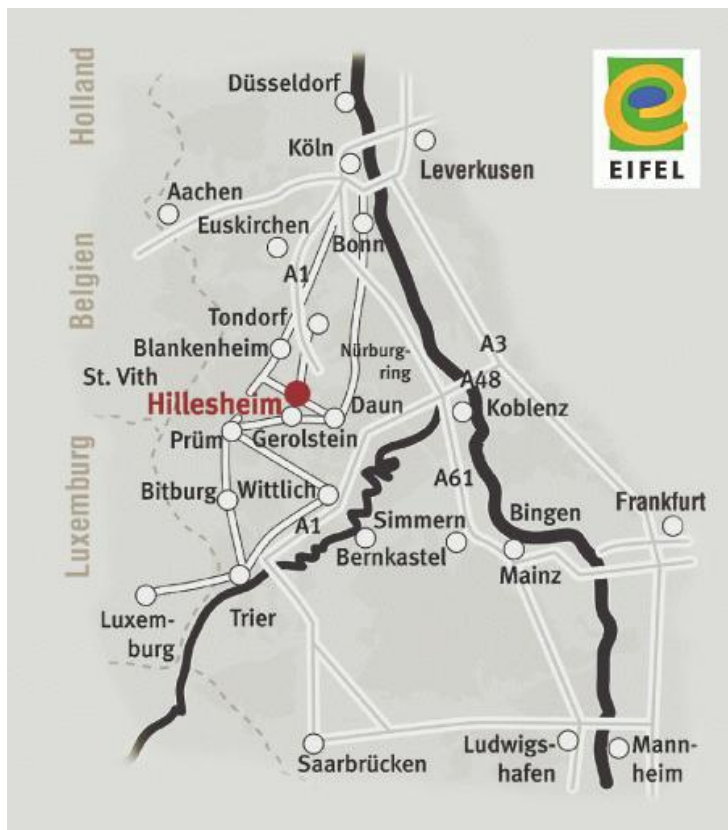 Holland
Düsseldorf
EIFEL
Köln
Leverkusen
Aachen
Euskirchen
Bonn
Belgien
A1
Tondorf
Blankenheim
Nürburg-
ring
A3
St. Vith
A48
Hillesheim
Daun
Koblenz
Prüm
Gerolstein
Luxemburg
A61
Bitburg
Wittlich
Frankfurt
Simmern
Bingen
A1
Bernkastel
Mainz
Luxem-
burg
Trier
Ludwigs-
hafen
Mann-
heim
Saarbrücken